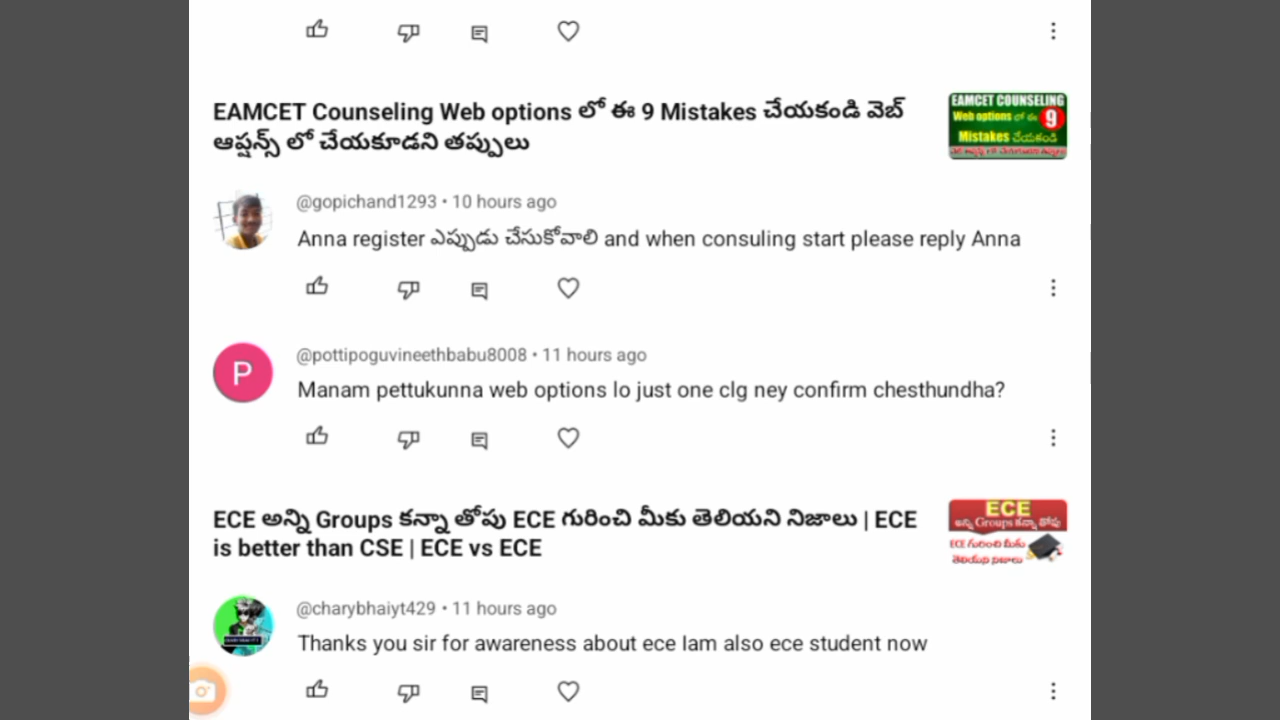 EAMCET Counseling Web options లో ఈ 9 Mistakes చేయకండి వెబ్
ఆప్షన్స్ లో చేయకూడని తప్పులు
EAMCET COUNSELING
Web options లో ఈ 9
Mistakes చేయకండి
@gopichand1293 • 10 hours ago
Anna register ఎప్పుడు చేసుకోవాలి and when consuling start please reply Anna
@pottipoguvineethbabu8008 • 11 hours ago
P
Manam pettukunna web options lo just one clg ney confirm chesthundha?
ECE అన్ని Groups కన్నా తోపు ECE గురించి మీకు తెలియని నిజాలు | ECE
is better than CSE | ECE vs ECE
ECE
అన్ని Groups కన్నా తోపు
ECE గురించి మీకు
తెలియని నిజాలు
@charybhaiyt429 • 11 hours ago
Thanks you sir for awareness about ece Iam also ece student now